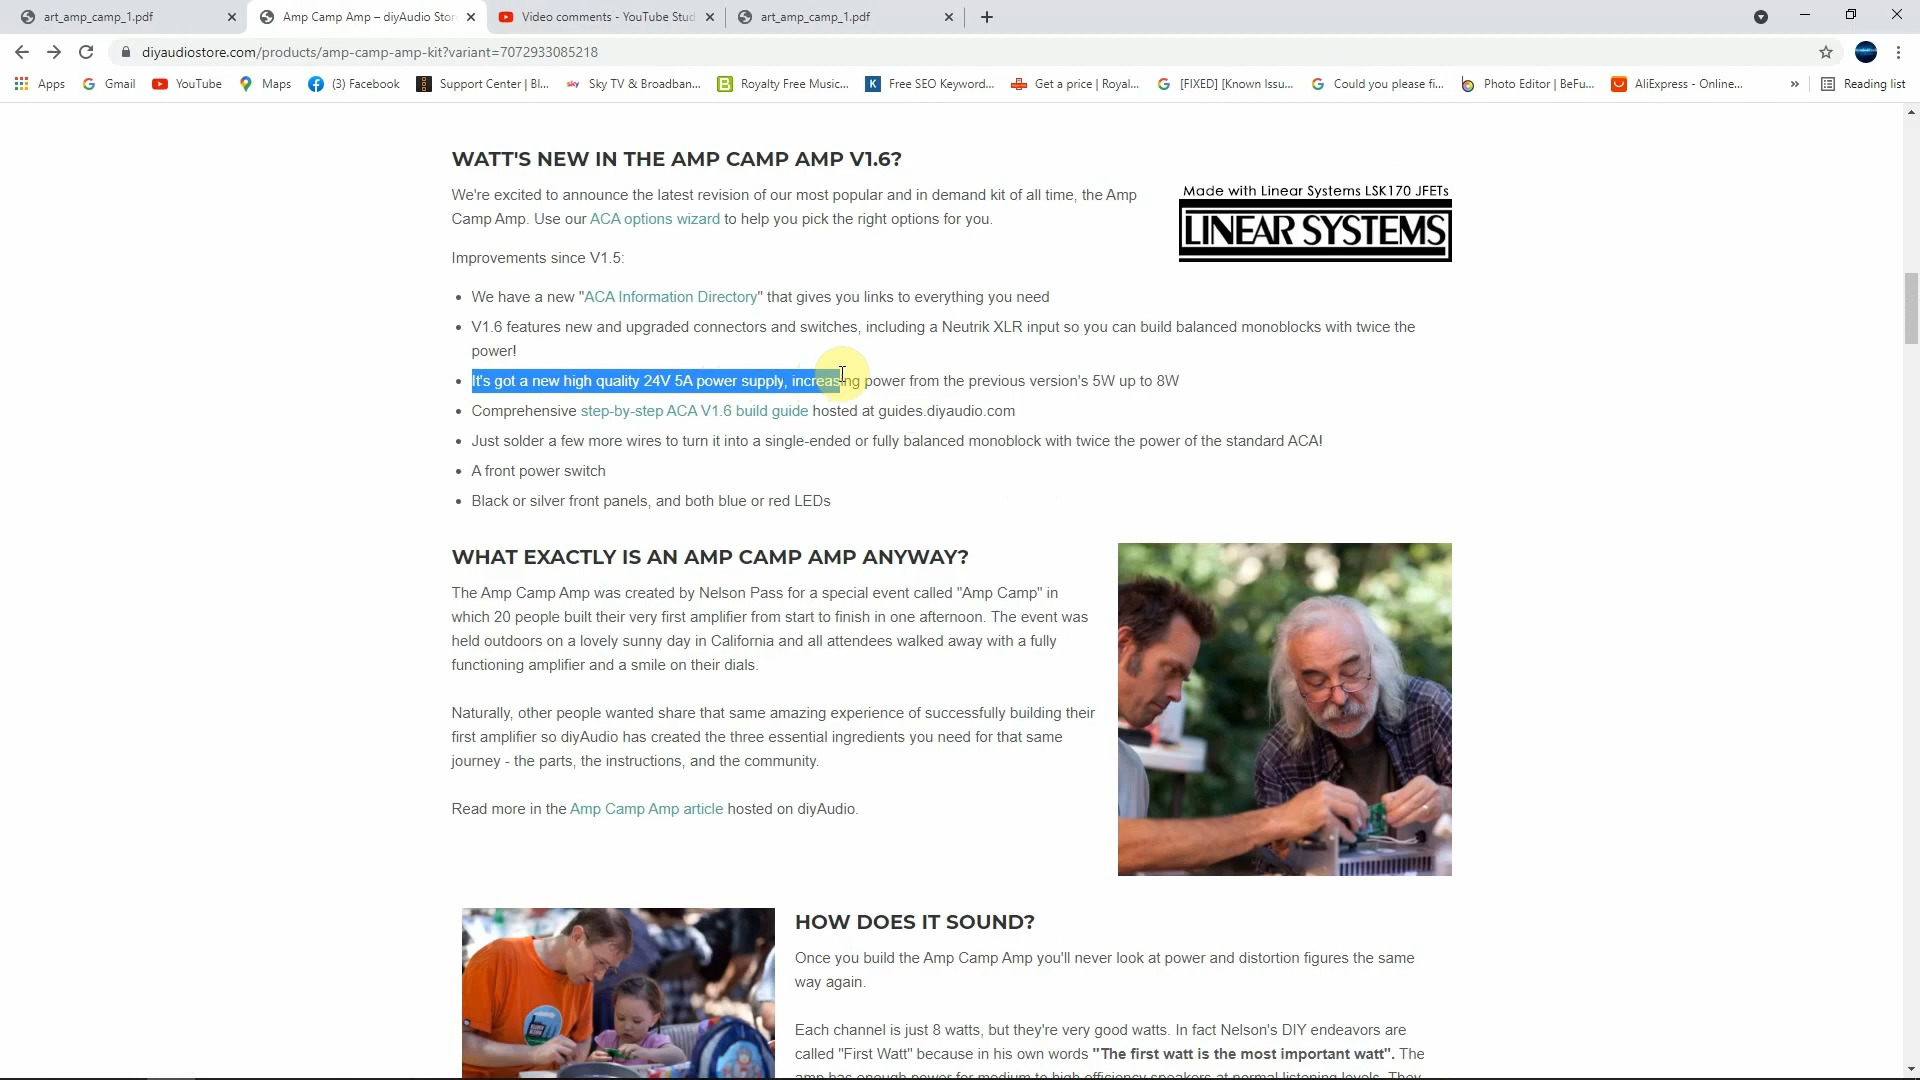 art_amp_camp_1.pdf
Amp Camp Amp – diyAudio Stor
Video comments - YouTube Stud
art_amp_camp_1.pdf
diyaudiostore.com/products/amp-camp-amp-kit?variant=7072933085218
Apps
Gmail
YouTube
Maps
(3) Facebook
Support Center | Bl...
sky
Sky TV & Broadban...
Royalty Free Music...
Free SEO Keyword...
Get a price | Royal...
[FIXED] [Known Issu...
Could you please fi...
Photo Editor | BeFu...
AliExpress - Online...
»
Reading list
WATT'S NEW IN THE AMP CAMP AMP V1.6?
We're excited to announce the latest revision of our most popular and in demand kit of all time, the Amp
Camp Amp. Use our ACA options wizard to help you pick the right options for you.
Made with Linear Systems LSK170 JFETs
LINEAR SYSTEMS
Improvements since V1.5:
• We have a new "ACA Information Directory" that gives you links to everything you need
• V1.6 features new and upgraded connectors and switches, including a Neutrik XLR input so you can build balanced monoblocks with twice the
power!
• It's got a new high quality 24V 5A power supply, increasing power from the previous version's 5W up to 8W
• Comprehensive step-by-step ACA V1.6 build guide hosted at guides.diyaudio.com
• Just solder a few more wires to turn it into a single-ended or fully balanced monoblock with twice the power of the standard ACA!
• A front power switch
• Black or silver front panels, and both blue or red LEDs
WHAT EXACTLY IS AN AMP CAMP AMP ANYWAY?
The Amp Camp Amp was created by Nelson Pass for a special event called "Amp Camp" in
which 20 people built their very first amplifier from start to finish in one afternoon. The event was
held outdoors on a lovely sunny day in California and all attendees walked away with a fully
functioning amplifier and a smile on their dials.
Naturally, other people wanted share that same amazing experience of successfully building their
first amplifier so diyAudio has created the three essential ingredients you need for that same
journey - the parts, the instructions, and the community.
Read more in the Amp Camp Amp article hosted on diyAudio.
HOW DOES IT SOUND?
Once you build the Amp Camp Amp you'll never look at power and distortion figures the same
way again.
Each channel is just 8 watts, but they're very good watts. In fact Nelson's DIY endeavors are
called "First Watt" because in his own words "The first watt is the most important watt". The
amp has enough power for medium to high efficiency speakers at normal listening levels. They